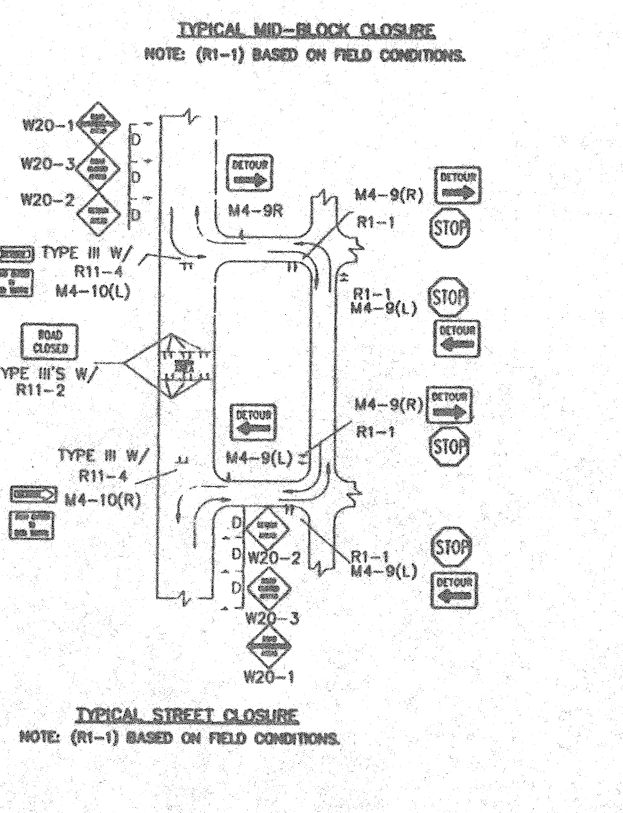 TYPICAL MID-BLOCK CLOSURE
NOTE: (R1-1) BASED ON FIELD CONDITIONS.
W20-1
W20-3
W20-2
D
D
D
DETOUR
M4-9R
DETOUR
M4-9(R)
R1-1
STOP
TYPE III W/
R11-4
M4-10(L)
R1-1
M4-9(L)
STOP
DETOUR
ROAD
CLOSED
YPE III'S W/
R11-2
DETOUR
M4-9(L)
M4-9(R)
R1-1
DETOUR
STOP
TYPE III W/
R11-4
M4-10(R)
D
D
D
W20-2
W20-3
W20-1
R1-1
M4-9(L)
STOP
DETOUR
TYPICAL STREET CLOSURE
NOTE: (R1-1) BASED ON FIELD CONDITIONS.